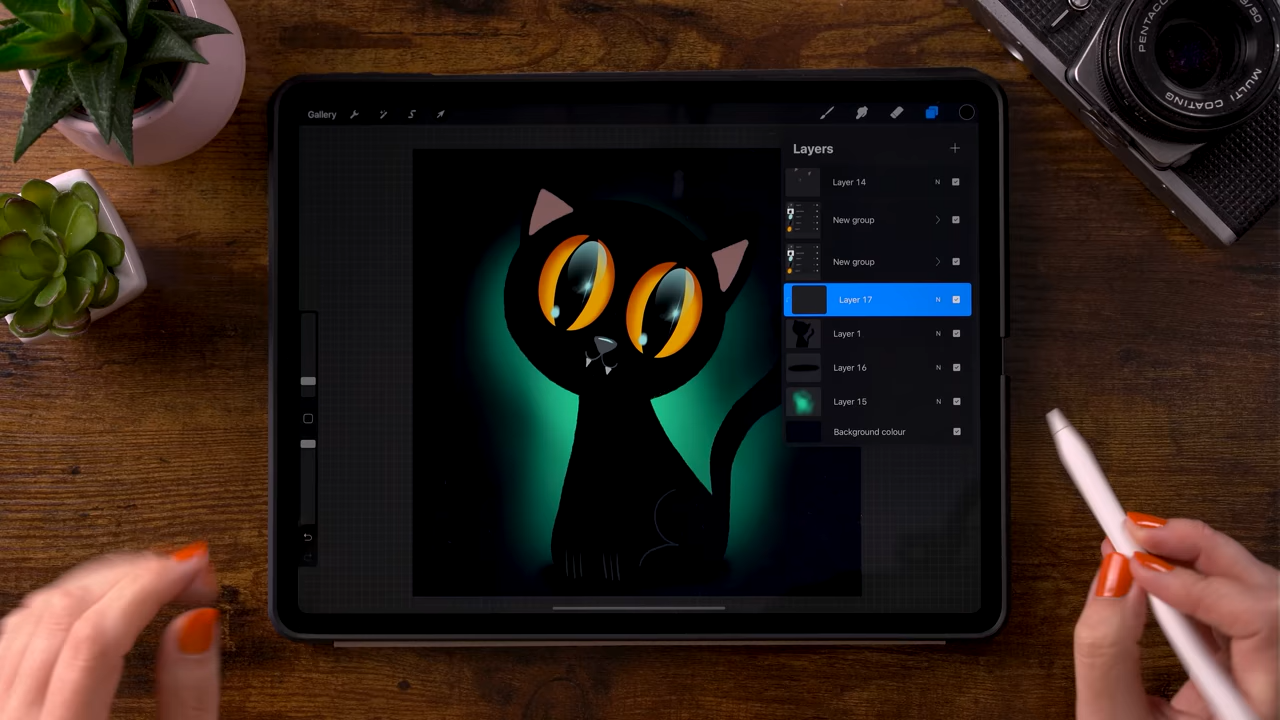 Gallery
Layers
Layer 14 N
New group
New group
Layer 17 N
Layer 1 N
Layer 16 N
Layer 15 N
Background colour
PENTACO
MULTI COATING